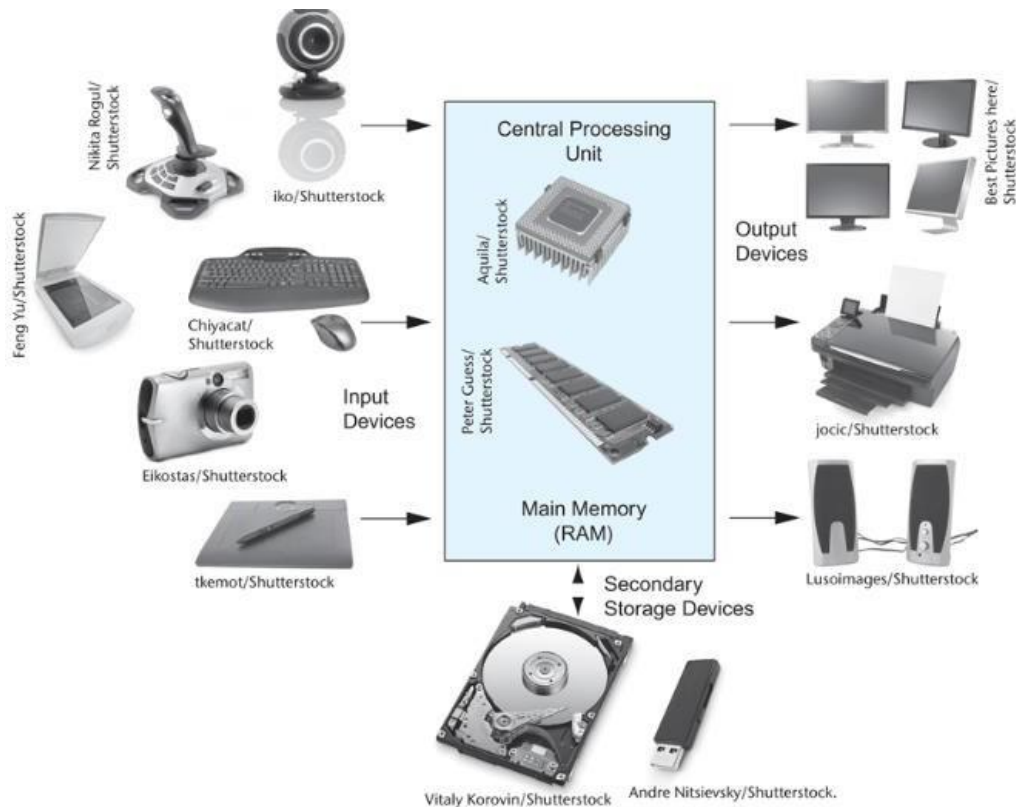 Nikita Rogul/
Shutterstock
iko/Shutterstock
Feng Yu/Shutterstock
Chiyacat/
Shutterstock
Input
Devices
Eikostas/Shutterstock
tkemot/Shutterstock
Central Processing
Unit
Aquila/
Shutterstock
Peter Guess/
Shutterstock
Main Memory
(RAM)
Output
Devices
Best Pictures here/
Shutterstock
jocic/Shutterstock
Lusoimages/Shutterstock
Secondary
Storage Devices
Vitaly Korovin/Shutterstock
Andre Nitsievsky/Shutterstock.